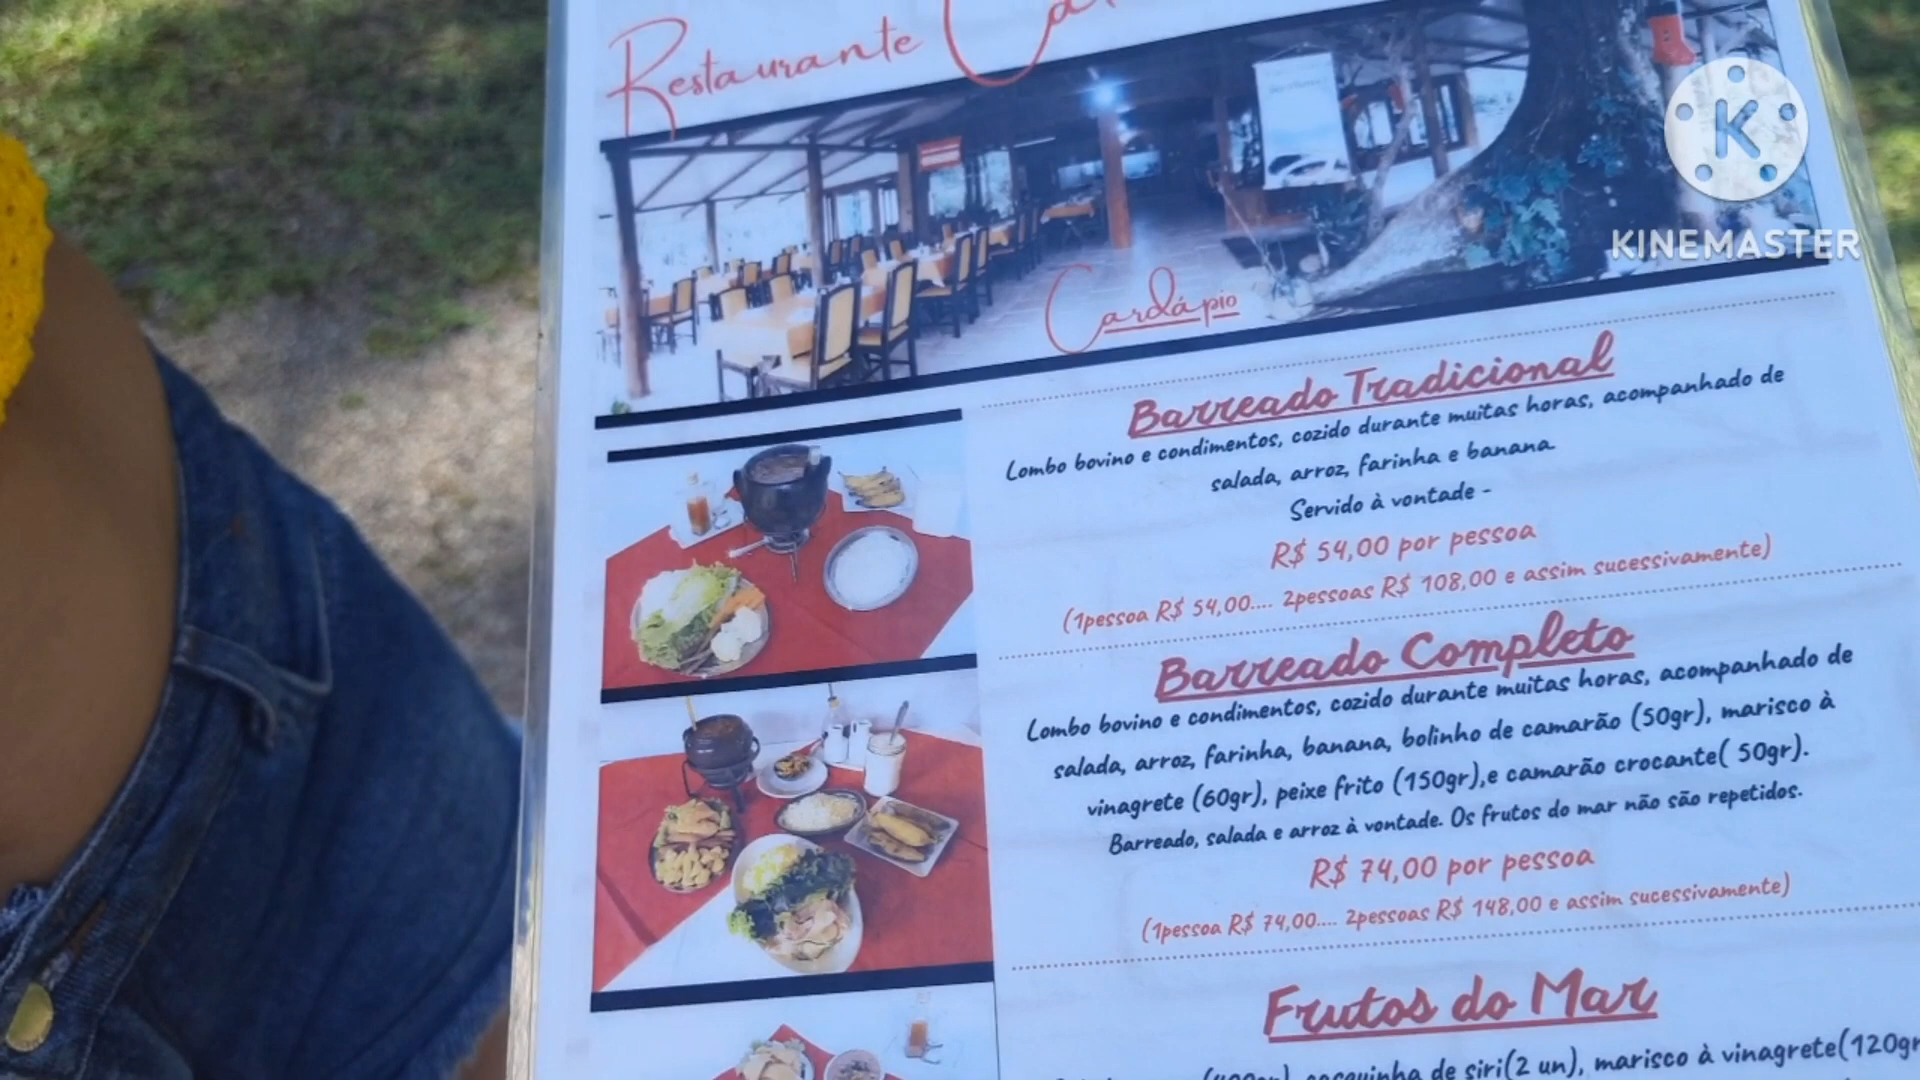 Restaurante
KINEMASTER
Cardápio
Barreado Tradicional
Lombo bovino e condimentos, cozido durante muitas horas, acompanhado de
salada, arroz, farinha e banana
Servido à vontade -
R$ 54,00 por pessoa
(1pessoa R$ 54,00.... 2pessoas R$ 108,00 e assim sucessivamente)
Barreado Completo
Lombo bovino e condimentos, cozido durante muitas horas, acompanhado de
salada, arroz, farinha, banana, bolinho de camarão (50gr), marisco à
vinagrete (60gr), peixe frito (150gr),e camarão crocante( 50gr).
Barreado, salada e arroz à vontade. Os frutos do mar não são repetidos.
R$ 74,00 por pessoa
(1pessoa R$ 74,00.... 2pessoas R$ 148,00 e assim sucessivamente)
Frutos do Mar
de siri(2 un), marisco à vinagrete(120gr